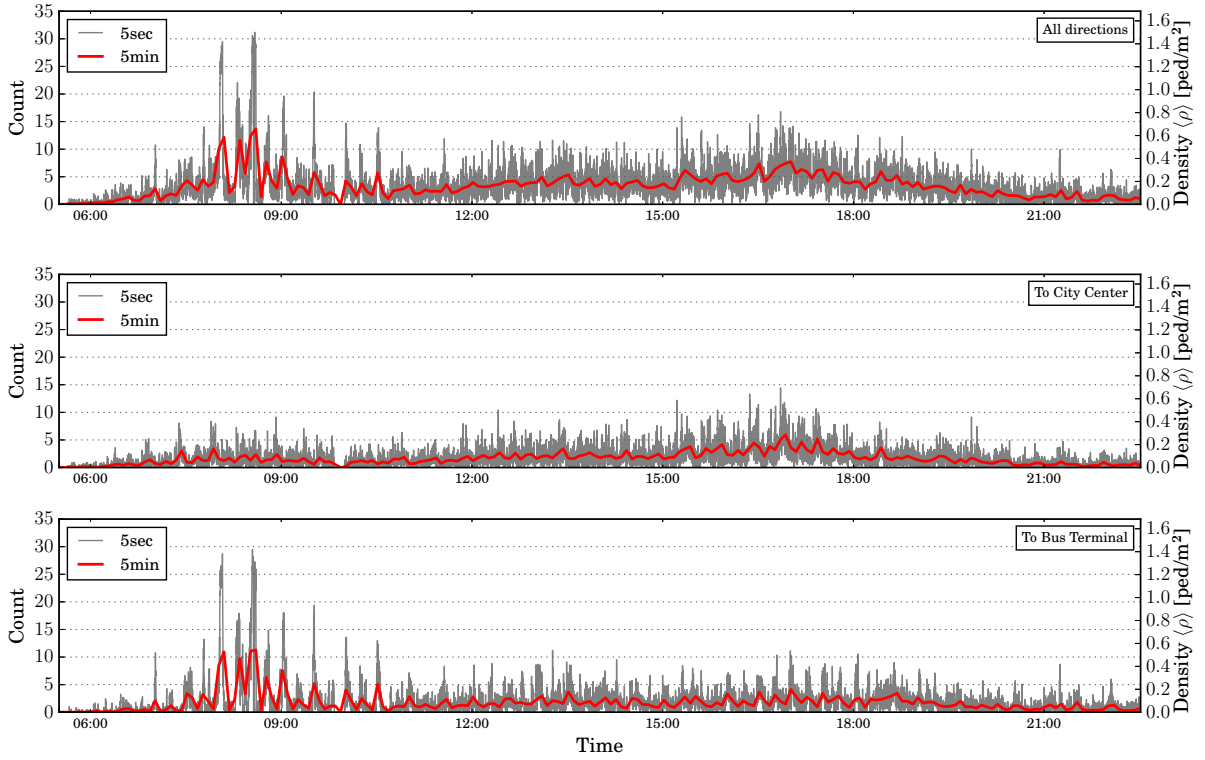 35
30
25
20
15
10
5
0
Count
5sec
5min
All directions
1.6
1.4
1.2
1.0
0.8
0.6
0.4
0.2
0.0
Density ⟨ρ⟩ [ped/m²]
06:00 09:00 12:00 15:00 18:00 21:00
35
30
25
20
15
10
5
0
Count
5sec
5min
To City Center
1.6
1.4
1.2
1.0
0.8
0.6
0.4
0.2
0.0
Density ⟨ρ⟩ [ped/m²]
06:00 09:00 12:00 15:00 18:00 21:00
35
30
25
20
15
10
5
0
Count
5sec
5min
To Bus Terminal
1.6
1.4
1.2
1.0
0.8
0.6
0.4
0.2
0.0
Density ⟨ρ⟩ [ped/m²]
06:00 09:00 12:00 15:00 18:00 21:00
Time